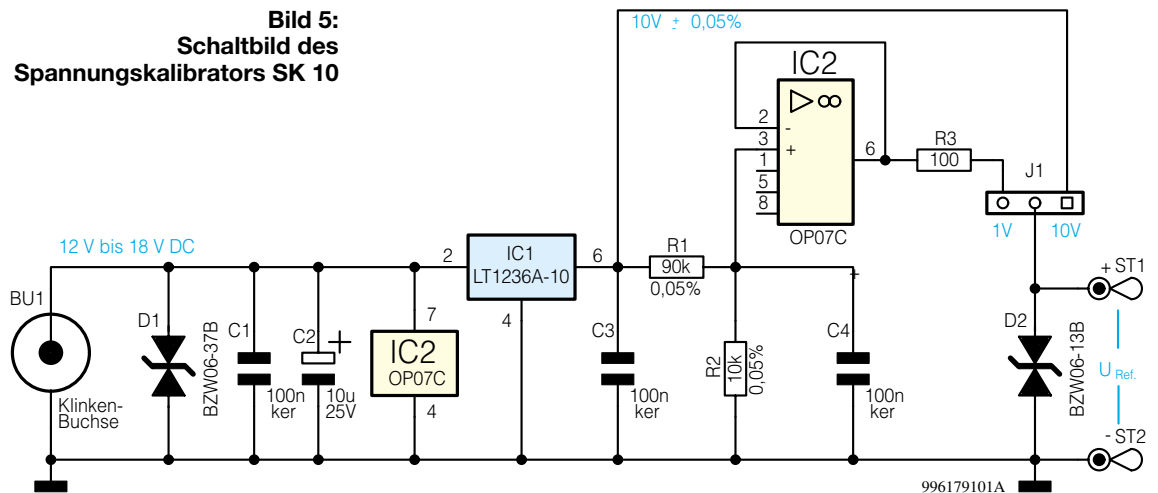 Bild 5:
Schaltbild des
Spannungskalibrators SK 10
10V ± 0,05%
IC2
2
-
3
+
1
5
8
6
OP07C
R3
100
J1
1V
10V
12 V bis 18 V DC
BU1
Klinken-
Buchse
D1
BZW06-37B
C1
100n
ker
C2
+
10u
25V
7
IC2
OP07C
4
2
IC1
LT1236A-10
6
4
R1
90k
0,05%
C3
100n
ker
R2
10k
0,05%
+
C4
100n
ker
D2
BZW06-13B
+ ST1
U Ref.
- ST2
996179101A